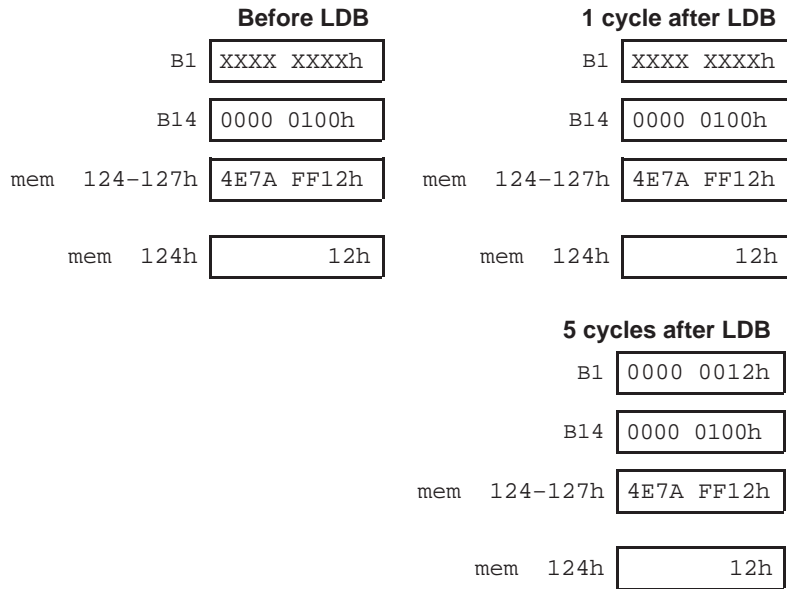 Before LDB 1 cycle after LDB
B1 XXXX XXXXh B1 XXXX XXXXh
B14 0000 0100h B14 0000 0100h
mem 124–127h 4E7A FF12h mem 124–127h 4E7A FF12h
mem 124h 12h mem 124h 12h
5 cycles after LDB
B1 0000 0012h
B14 0000 0100h
mem 124–127h 4E7A FF12h
mem 124h 12h